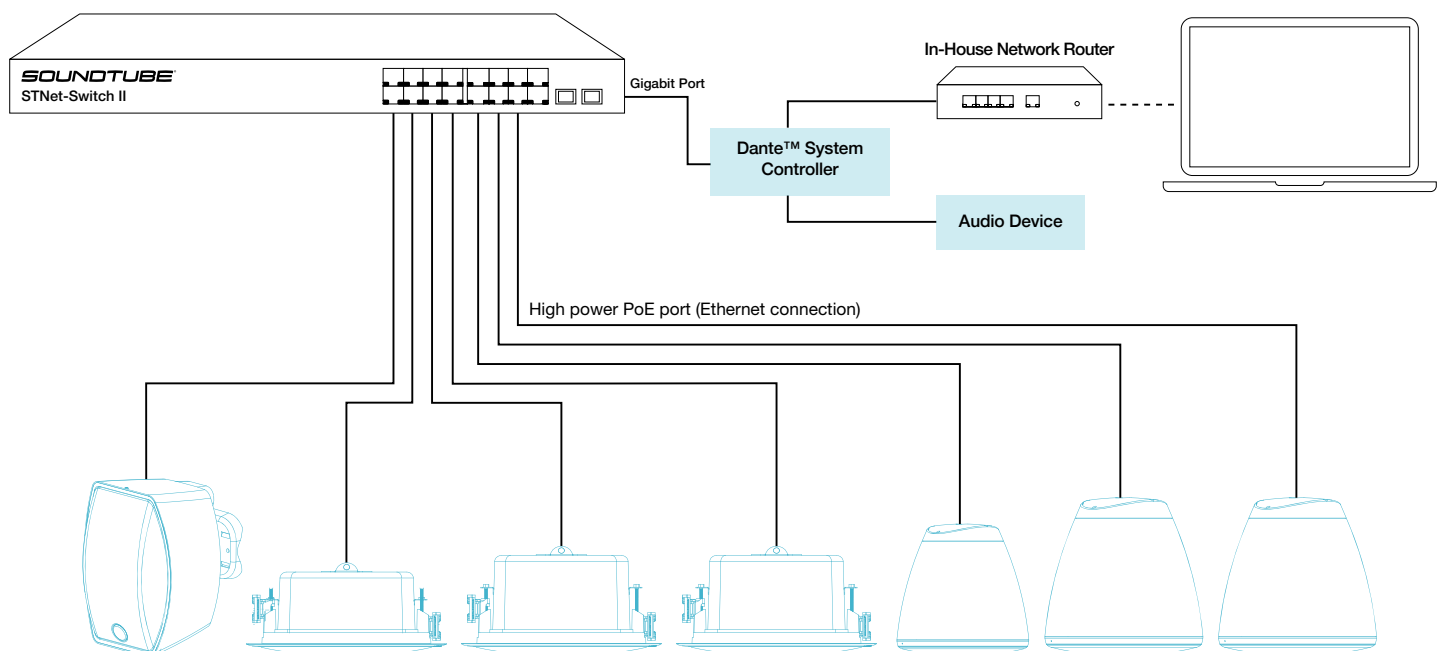 SOUNDTUBE
STNet-Switch II
Gigabit Port
In-House Network Router
Dante™ System
Controller
Audio Device
High power PoE port (Ethernet connection)